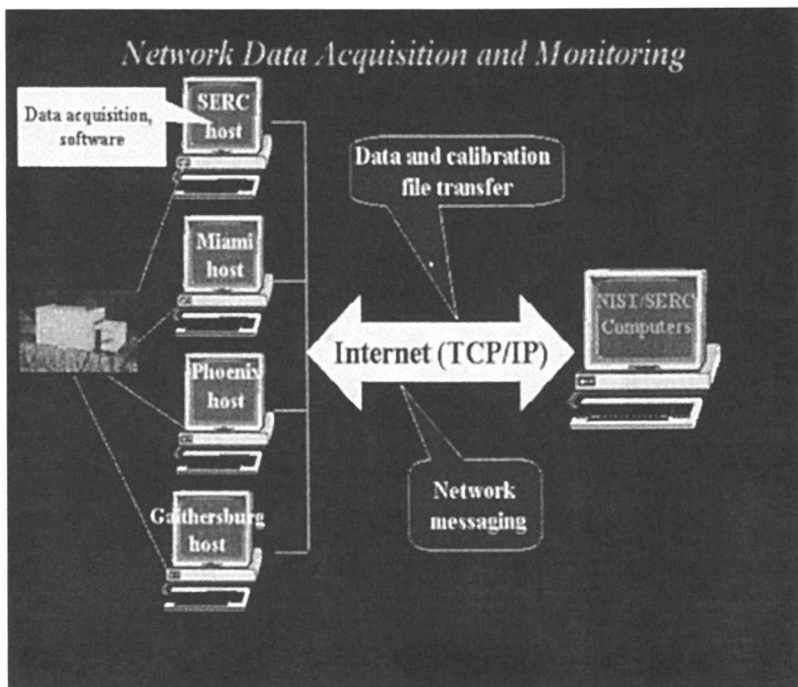 Network Data Acquisition and Monitoring
Data acquisition,
software
SERC
host
Miami
host
Phoenix
host
Gaithersburg
host
Data and calibration
file transfer
Internet (TCP/IP)
Network
messaging
NIST/SERC
Computers